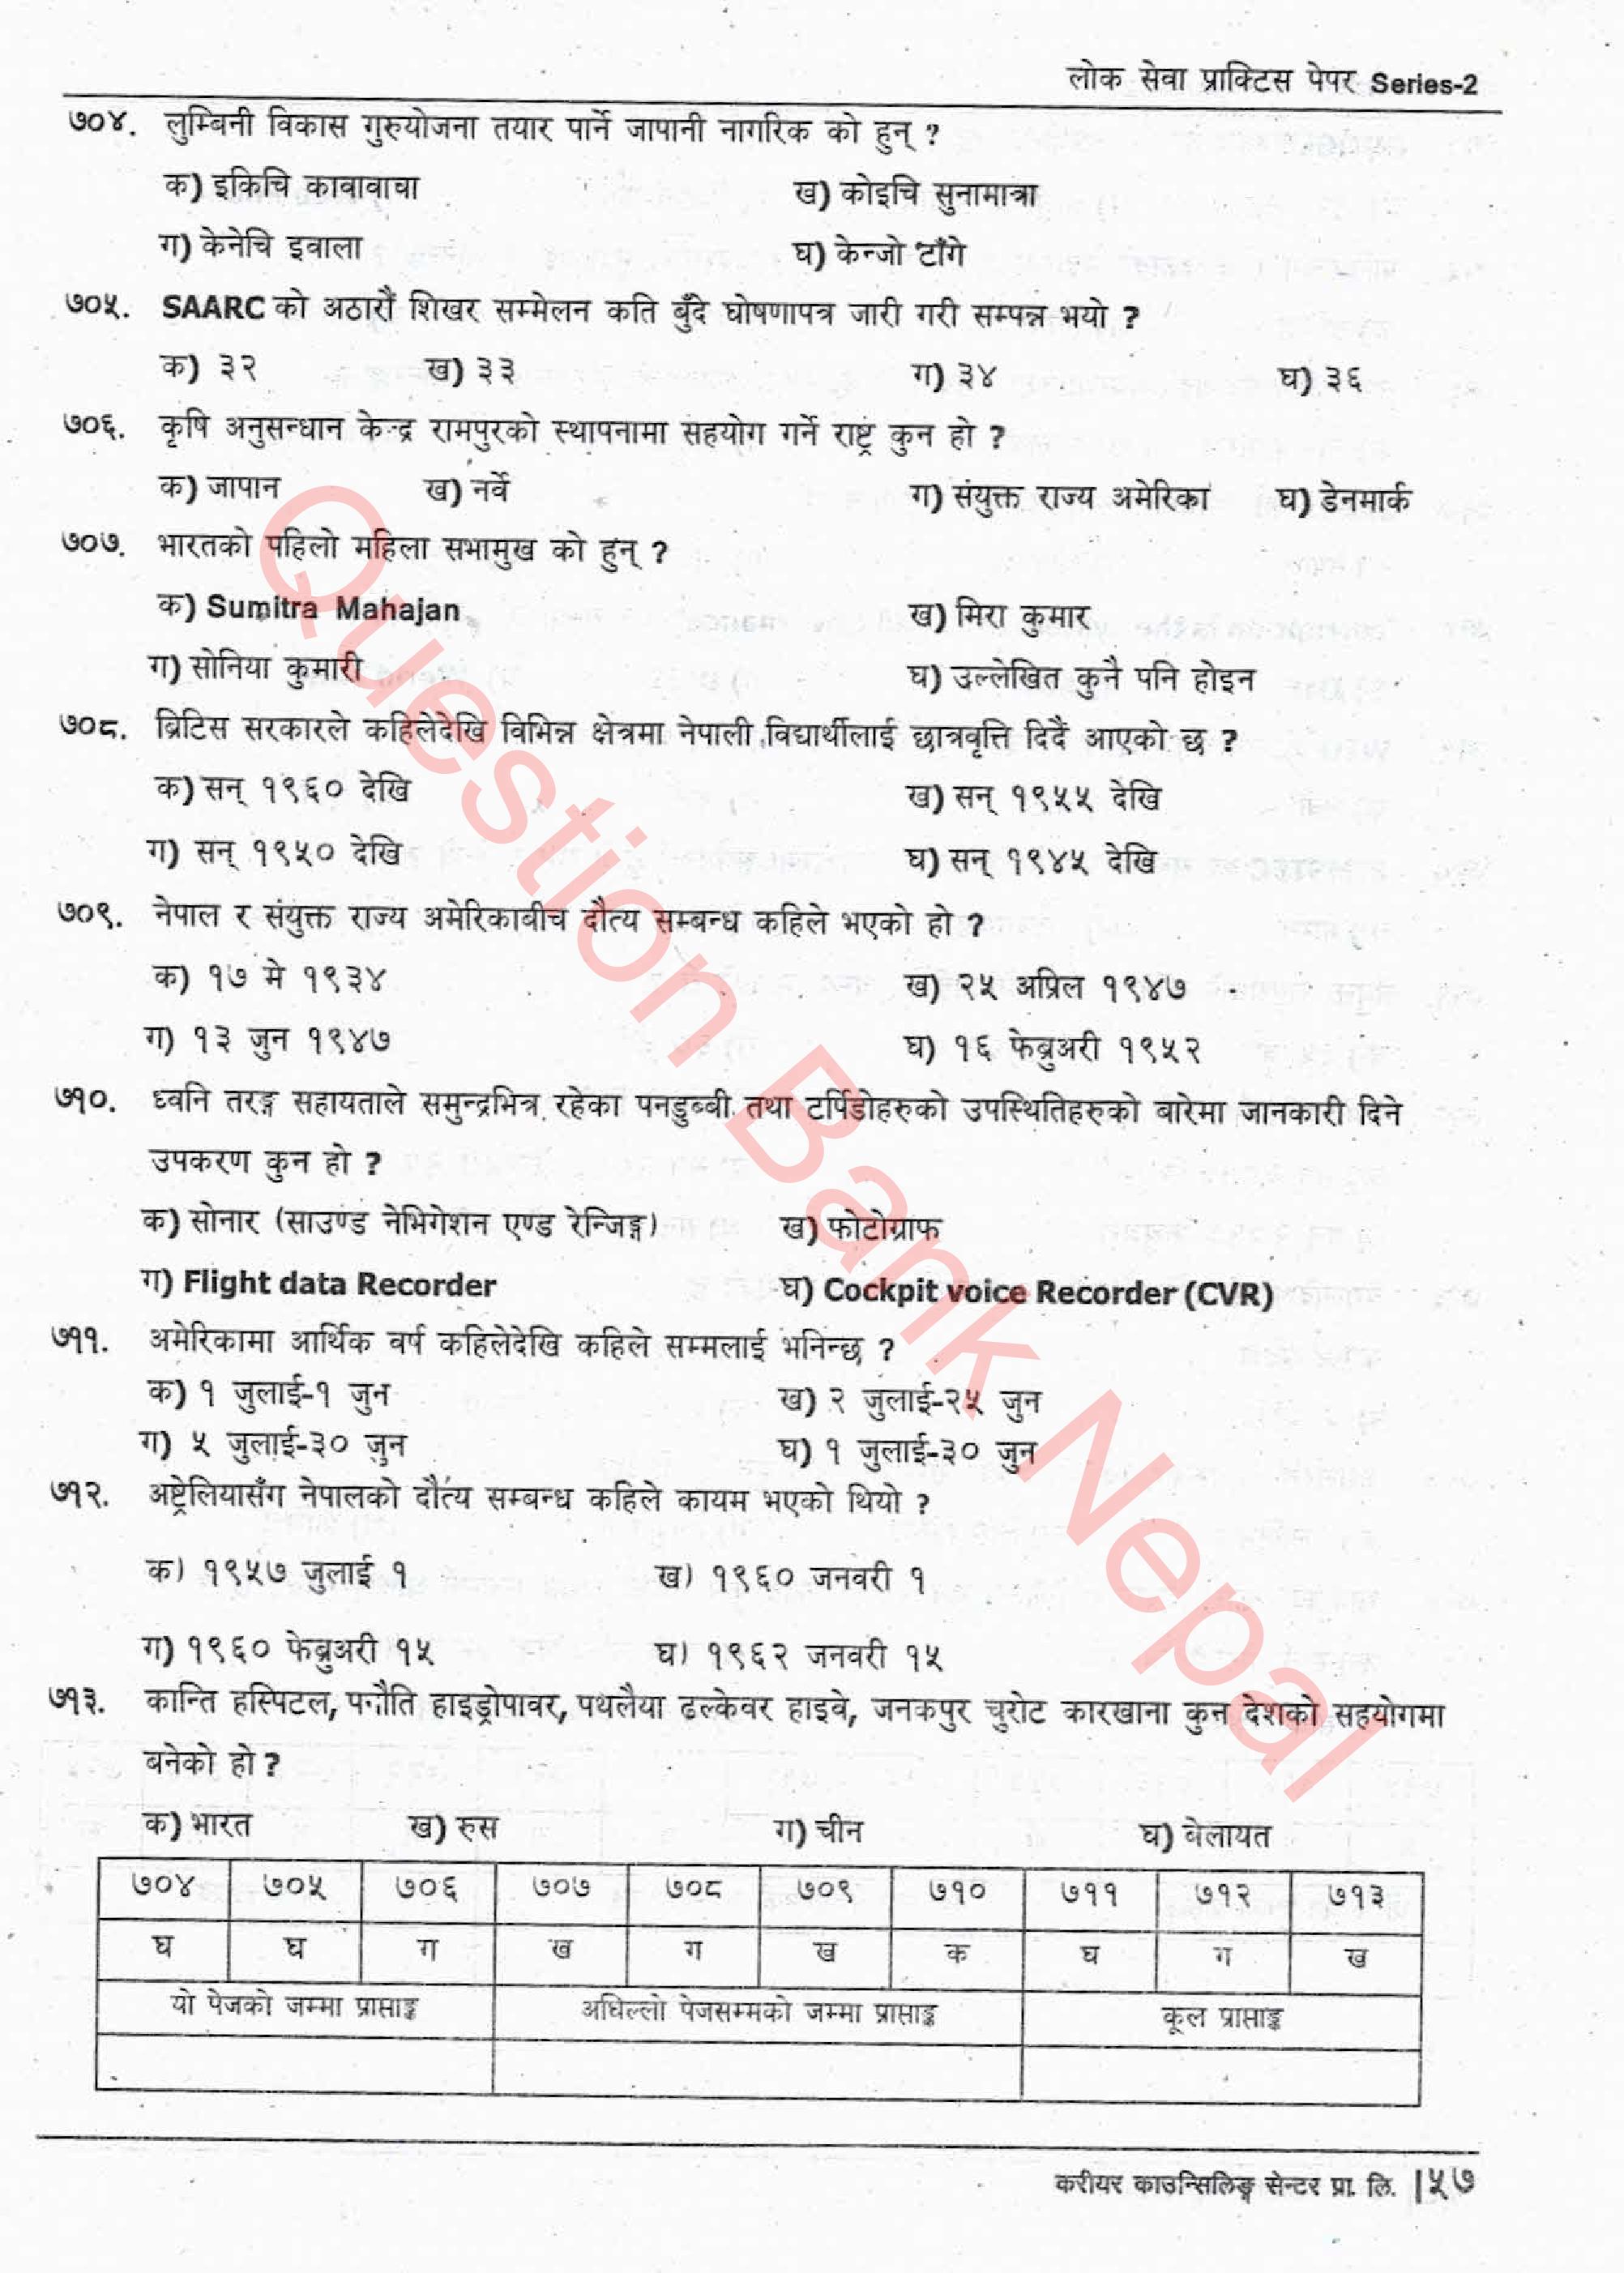 लोक सेवा प्राक्टिस पेपर Series-2
७०४. लुम्बिनी विकास गुरुयोजना तयार पार्ने जापानी नागरिक को हुन् ?
क) इकिचि कावावाचा ख) कोइचि सुनामात्रा
ग) केनेचि इवाला घ) केन्जो टाँगे
७०५. SAARC को अठारौं शिखर सम्मेलन कति बुँदे घोषणापत्र जारी गरी सम्पन्न भयो ?
क) ३२ ख) ३३ ग) ३४ घ) ३६
७०६. कृषि अनुसन्धान केन्द्र रामपुरको स्थापनामा सहयोग गर्ने राष्ट्र कुन हो ?
क) जापान ख) नर्वे ग) संयुक्त राज्य अमेरिका घ) डेनमार्क
७०७. भारतको पहिलो महिला सभामुख को हुन् ?
क) Sumitra Mahajan ख) मिरा कुमार
ग) सोनिया कुमारी घ) उल्लेखित कुनै पनि होइन
७०८. ब्रिटिस सरकारले कहिलेदेखि विभिन्न क्षेत्रमा नेपाली विद्यार्थीलाई छात्रवृत्ति दिदैं आएको छ ?
क) सन् १९६० देखि ख) सन् १९५५ देखि
ग) सन् १९५० देखि घ) सन् १९४५ देखि
७०९. नेपाल र संयुक्त राज्य अमेरिकाबीच दौत्य सम्बन्ध कहिले भएको हो ?
क) १७ मे १९३४ ख) २५ अप्रिल १९४७
ग) १३ जुन १९४७ घ) १६ फेब्रुअरी १९५२
७१०. ध्वनि तरङ्ग सहायताले समुन्द्रभित्र रहेका पनडुब्बी तथा टर्पिडोहरुको उपस्थितिहरुको बारेमा जानकारी दिने
उपकरण कुन हो ?
क) सोनार (साउण्ड नेभिगेशन एण्ड रेन्जिङ्ग) ख) फोटोग्राफ
ग) Flight data Recorder घ) Cockpit voice Recorder (CVR)
७११. अमेरिकामा आर्थिक वर्ष कहिलेदेखि कहिले सम्मलाई भनिन्छ ?
क) १ जुलाई-१ जुन ख) २ जुलाई-२५ जुन
ग) ५ जुलाई-३० जुन घ) १ जुलाई-३० जुन
७१२. अष्ट्रेलियासँग नेपालको दौत्य सम्बन्ध कहिले कायम भएको थियो ?
क) १९५७ जुलाई १ ख) १९६० जनवरी १
ग) १९६० फेब्रुअरी १५ घ) १९६२ जनवरी १५
७१३. कान्ति हस्पिटल, पनौति हाइड्रोपावर, पथलैया ढल्केवर हाइवे, जनकपुर चुरोट कारखाना कुन देशको सहयोगमा
बनेको हो ?
क) भारत ख) रुस ग) चीन घ) बेलायत
७०४ ७०५ ७०६ ७०७ ७०८ ७०९ ७१० ७११ ७१२ ७१३
घ घ ग ख ग ख क घ ग ख
यो पेजको जम्मा प्राप्ताङ्क अघिल्लो पेजसम्मको जम्मा प्राप्ताङ्क कूल प्राप्ताङ्क
करीयर काउन्सिलिङ्ग सेन्टर प्रा. लि. |५७
Question Bank Nepal